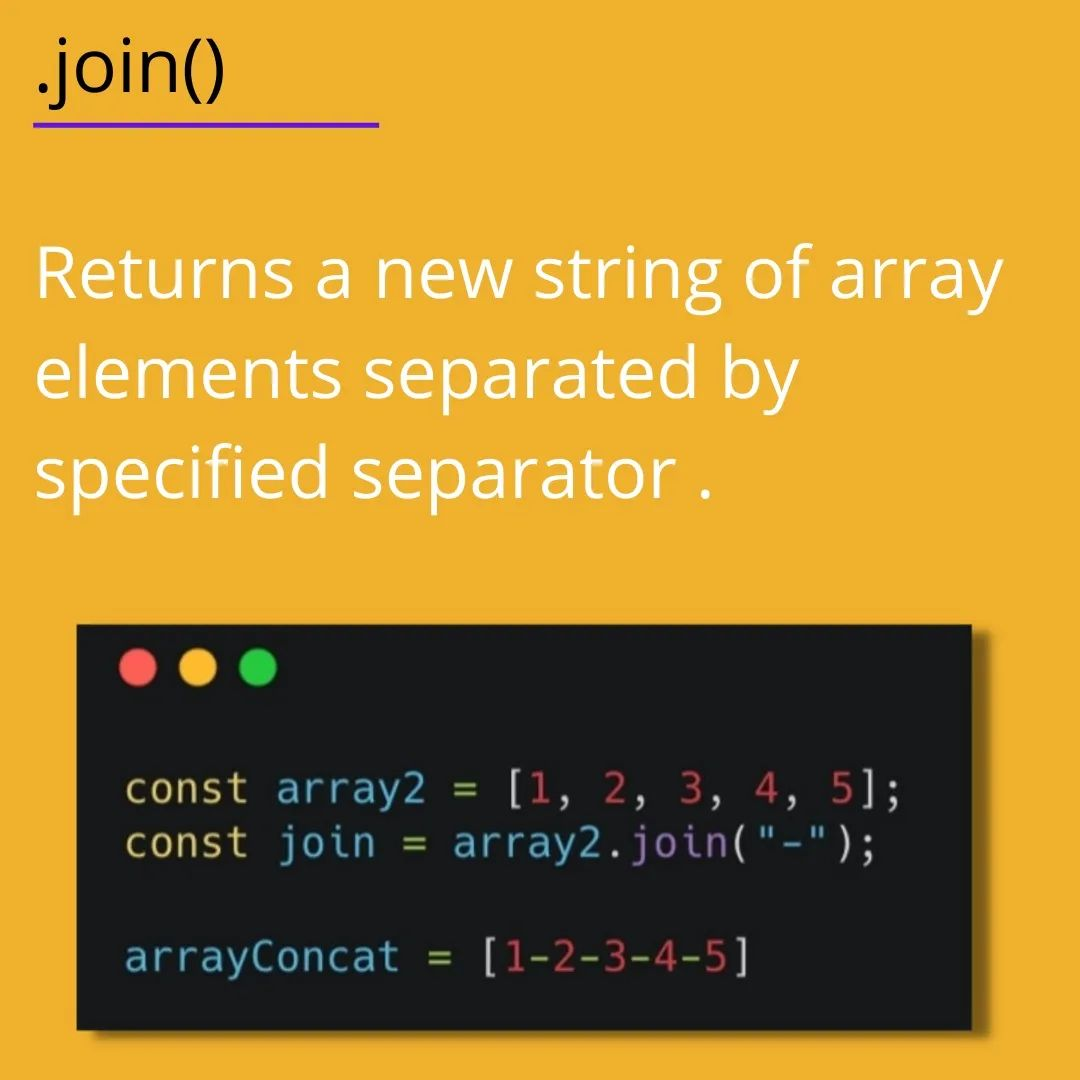 .join()
Returns a new string of array
elements separated by
specified separator .
const array2 = [1, 2, 3, 4, 5];
const join = array2.join("-");
arrayConcat = [1-2-3-4-5]